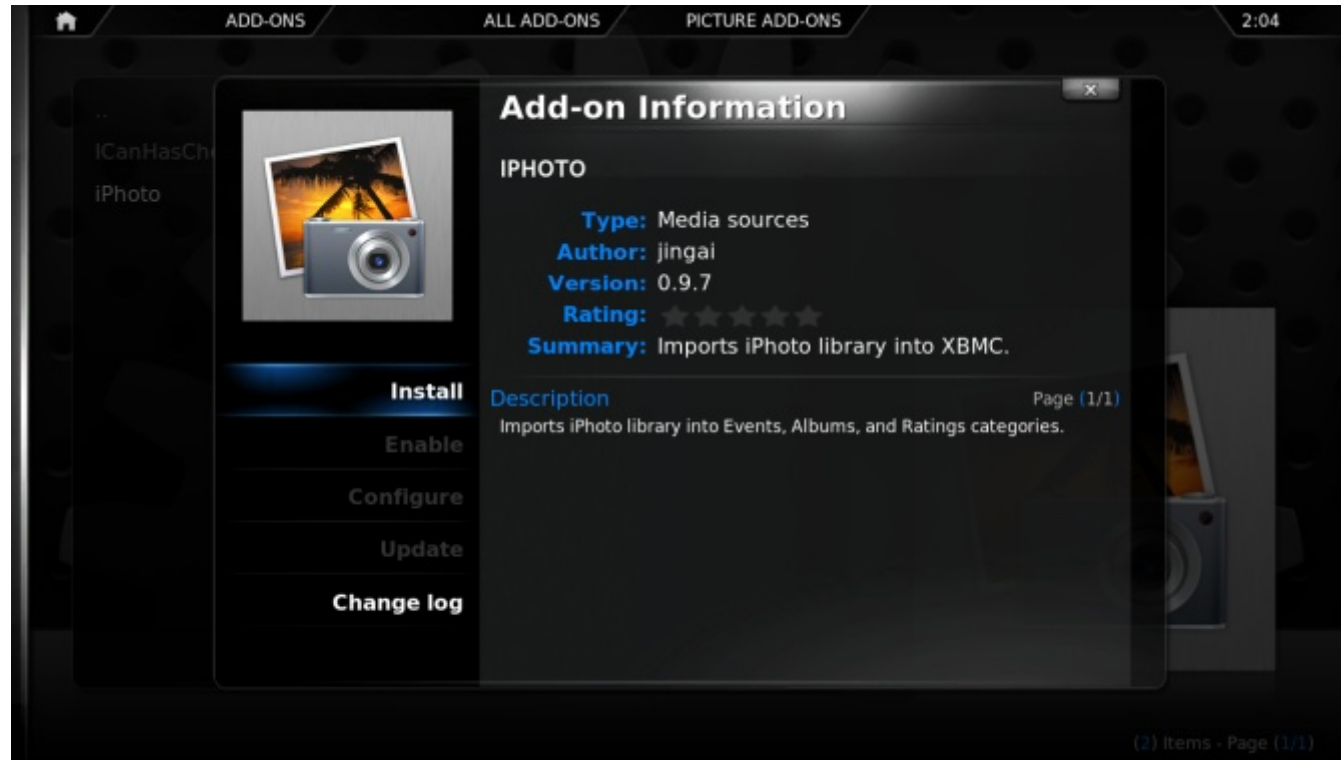 ADD-ONS ALL ADD-ONS PICTURE ADD-ONS 2:04
Add-on Information
x
..
ICanHasChe
iPhoto
IPHOTO
Type: Media sources
Author: jingai
Version: 0.9.7
Rating:
Summary: Imports iPhoto library into XBMC.
Install
Enable
Configure
Update
Change log
Description Page (1/1)
Imports iPhoto library into Events, Albums, and Ratings categories.
(2) Items - Page (1/1)